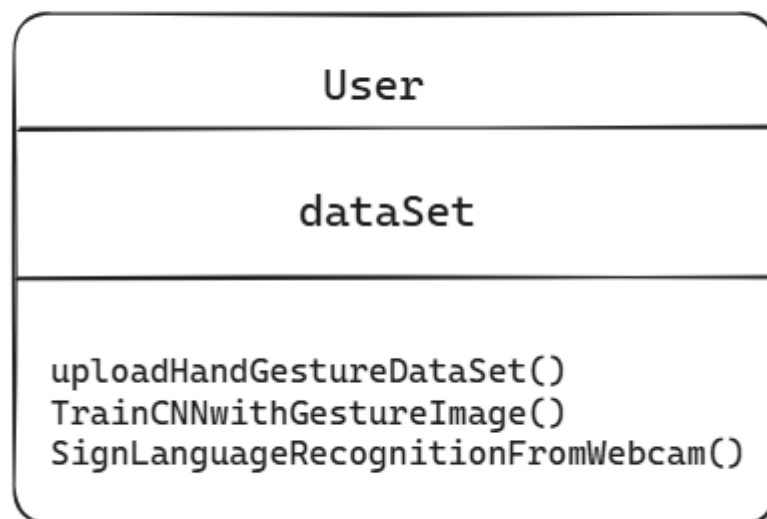 User
dataSet
uploadHandGestureDataSet()
TrainCNNwithGestureImage()
SignLanguageRecognitionFromWebcam()